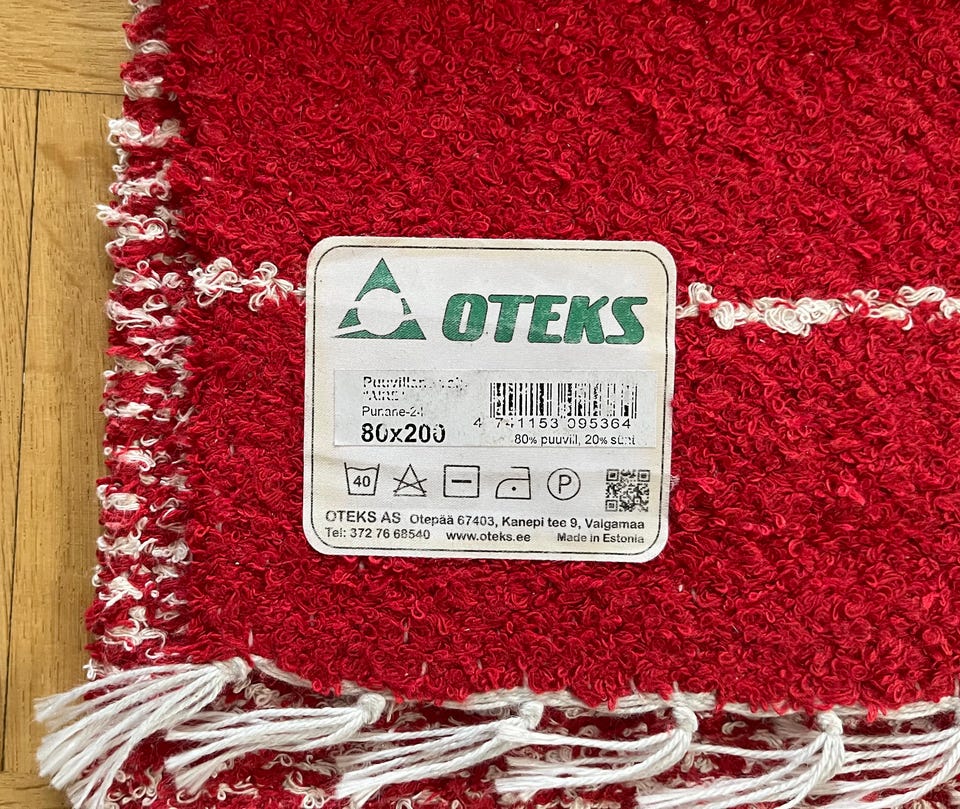 OTEKS
"AIRE"
Punane-24
80x200
4 741153 095364
80% puuvill, 20% sünt
40
P
OTEKS AS Otepää 67403, Kanepi tee 9, Valgamaa
Tel: 372 76 68540 www.oteks.ee Made in Estonia